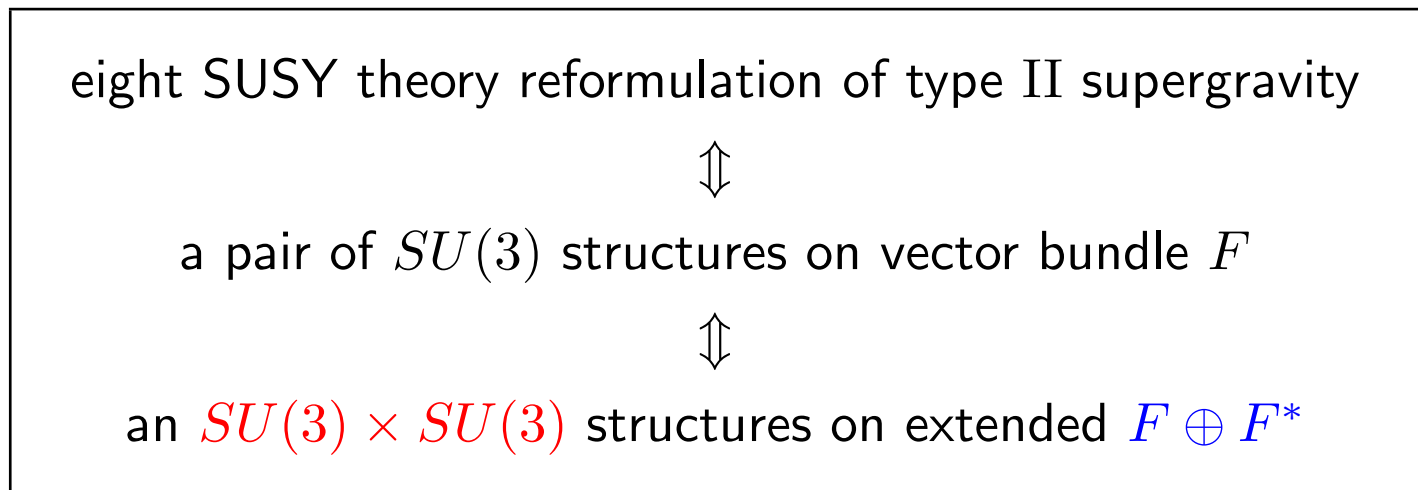 eight SUSY theory reformulation of type II supergravity
⇕
a pair of SU(3) structures on vector bundle F
⇕
an SU(3) × SU(3) structures on extended F ⊕ F*